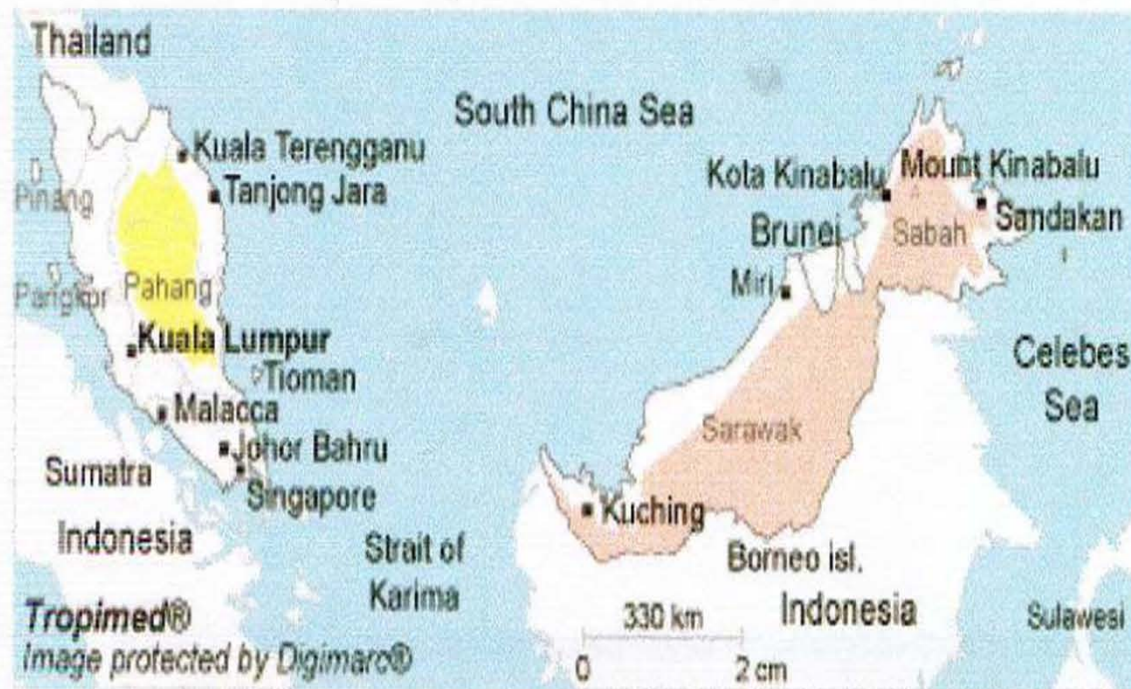 Thailand
South China Sea
Kuala Terengganu
Kota Kinabalu
Mount Kinabalu
Tanjong Jara
Pinang
Sandakan
Brunei
Sabah
Pangkor
Pahang
Miri
Kuala Lumpur
Celebes
Sea
Tioman
Malacca
Sarawak
Johor Bahru
Sumatra
Singapore
Kuching
Indonesia
Strait of
Karima
Borneo isl.
Indonesia
Sulawesi
330 km
0
2 cm
Tropimed®
Image protected by Digimarc®